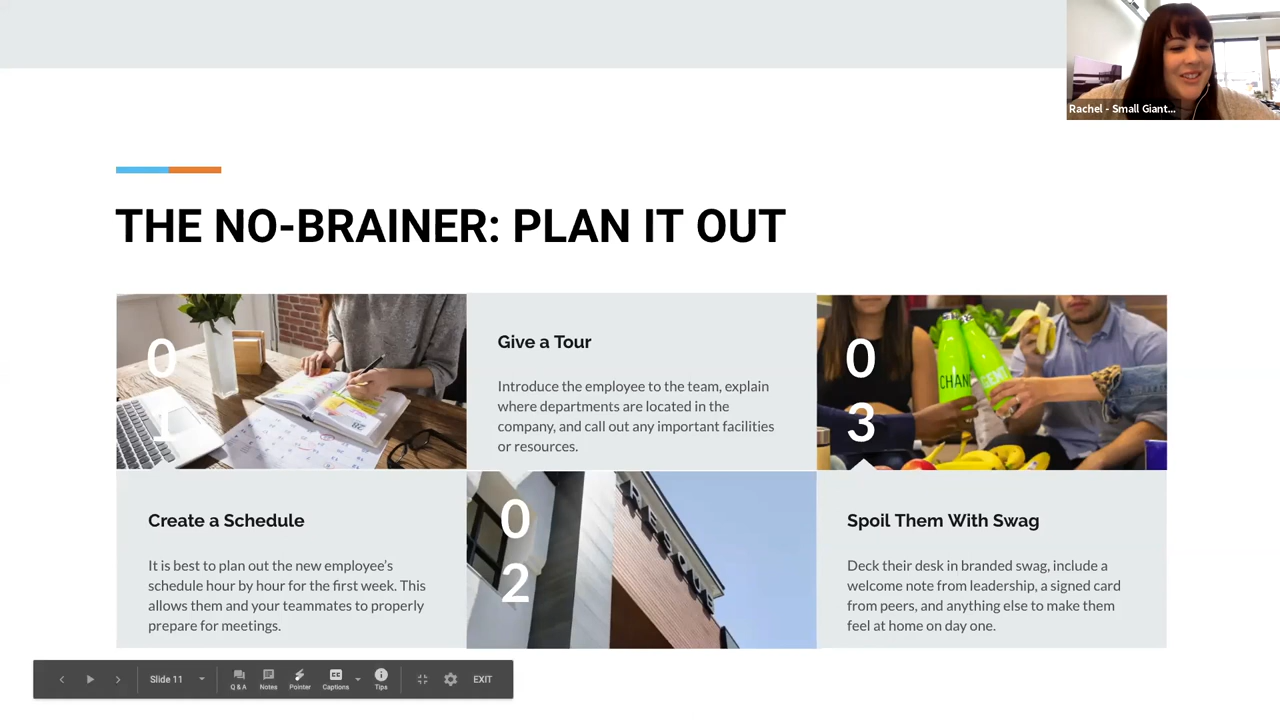 Rachel - Small Giant...
THE NO-BRAINER: PLAN IT OUT
0
1
Create a Schedule
It is best to plan out the new employee's
schedule hour by hour for the first week. This
allows them and your teammates to properly
prepare for meetings.
Give a Tour
Introduce the employee to the team, explain
where departments are located in the
company, and call out any important facilities
or resources.
0
2
0
3
CHAN
GENT
Spoil Them With Swag
Deck their desk in branded swag, include a
welcome note from leadership, a signed card
from peers, and anything else to make them
feel at home on day one.
Slide 11
Q & A
Notes
Pointer
CC
Captions
Tips
EXIT